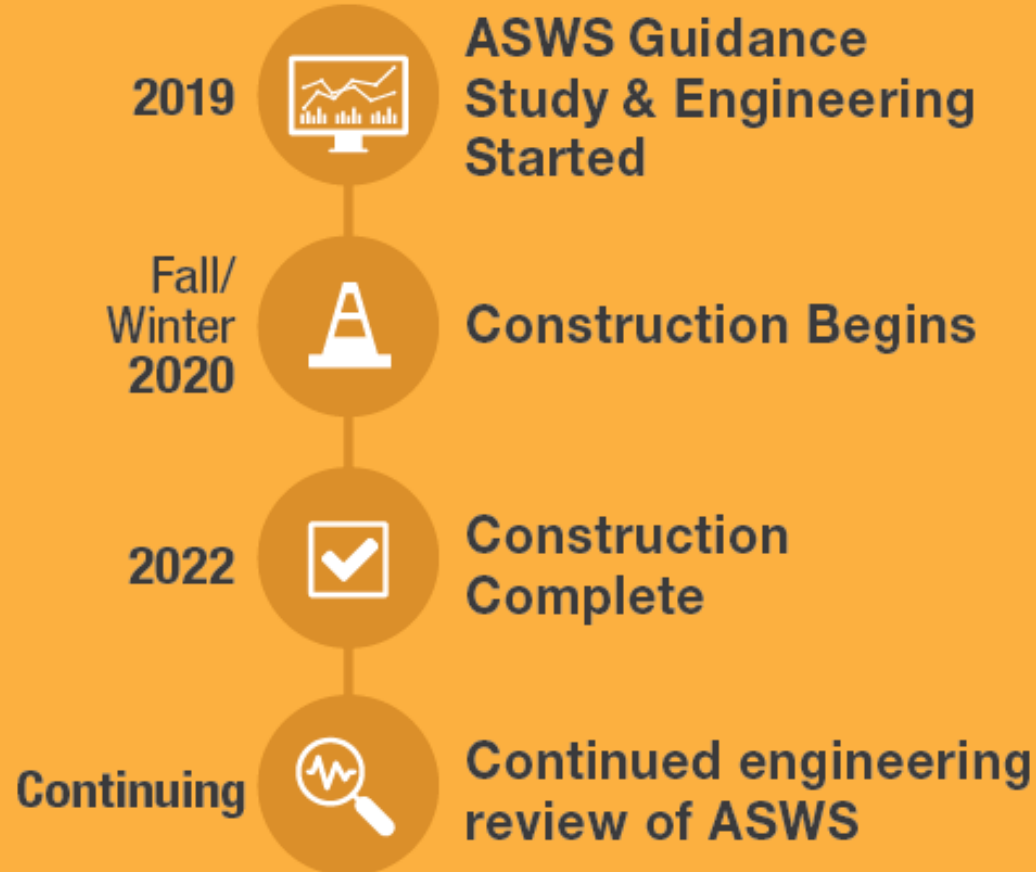 2019
ASWS Guidance
Study & Engineering
Started
Fall/
Winter
2020
Construction Begins
2022
Construction
Complete
Continuing
Continued engineering
review of ASWS